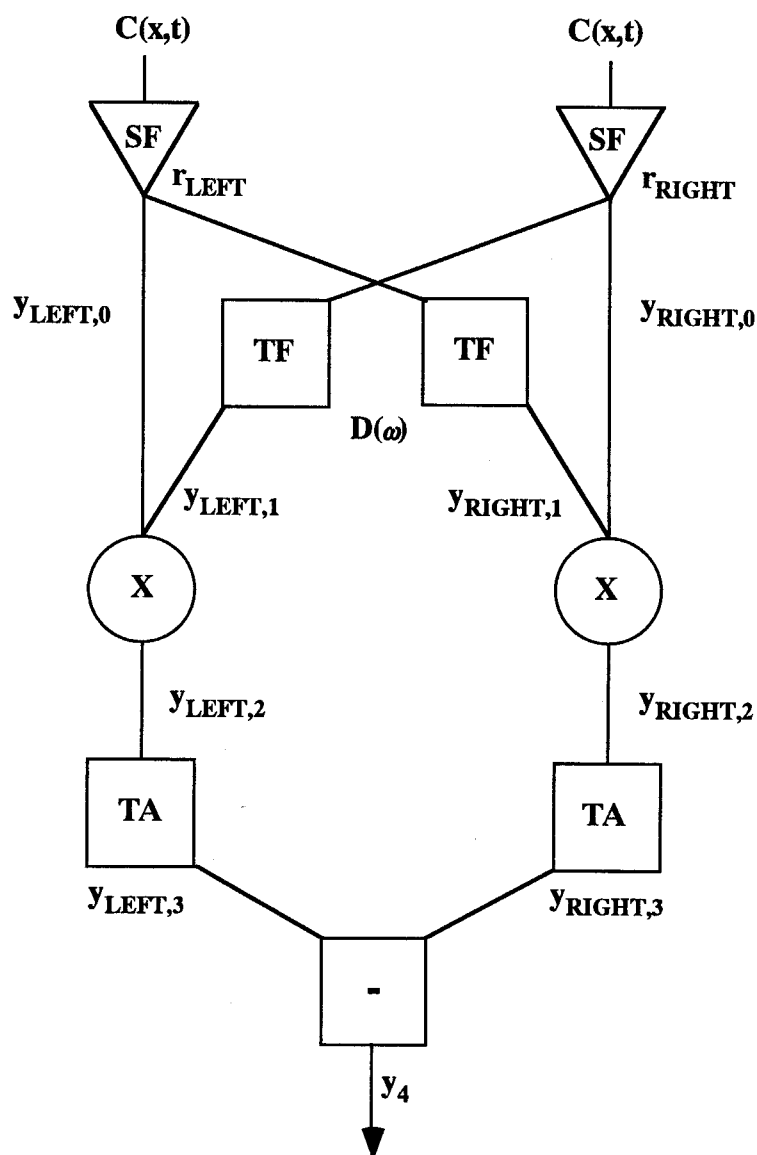 C(x,t) C(x,t)
SF SF
r_LEFT r_RIGHT
y_LEFT,0 y_RIGHT,0
TF TF
D(ω)
y_LEFT,1 y_RIGHT,1
X X
y_LEFT,2 y_RIGHT,2
TA TA
y_LEFT,3 y_RIGHT,3
-
y_4